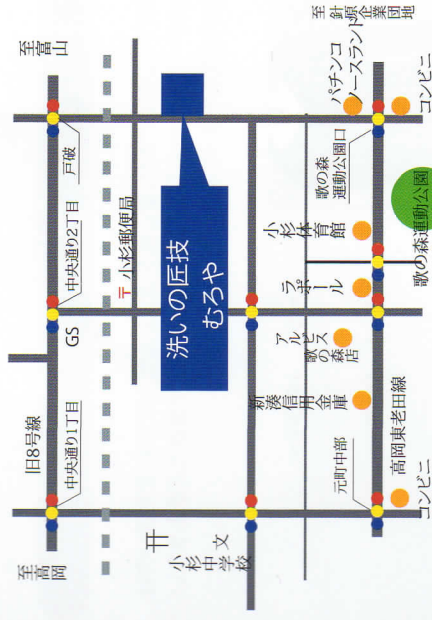 至高岡
旧8号線
至富山
中央通り1丁目
GS
中央通り2丁目
戸破
〒小杉郵便局
洗いの匠技
むろや
小杉中学校
文
新湊信用金庫
アルビス
歌の森店
ラポール
小杉体育館
元町中部
歌の森
運動公園口
パチンコ
ノースランド
至針原企業団地
高岡東老田線
コンビニ
歌の森運動公園
コンビニ